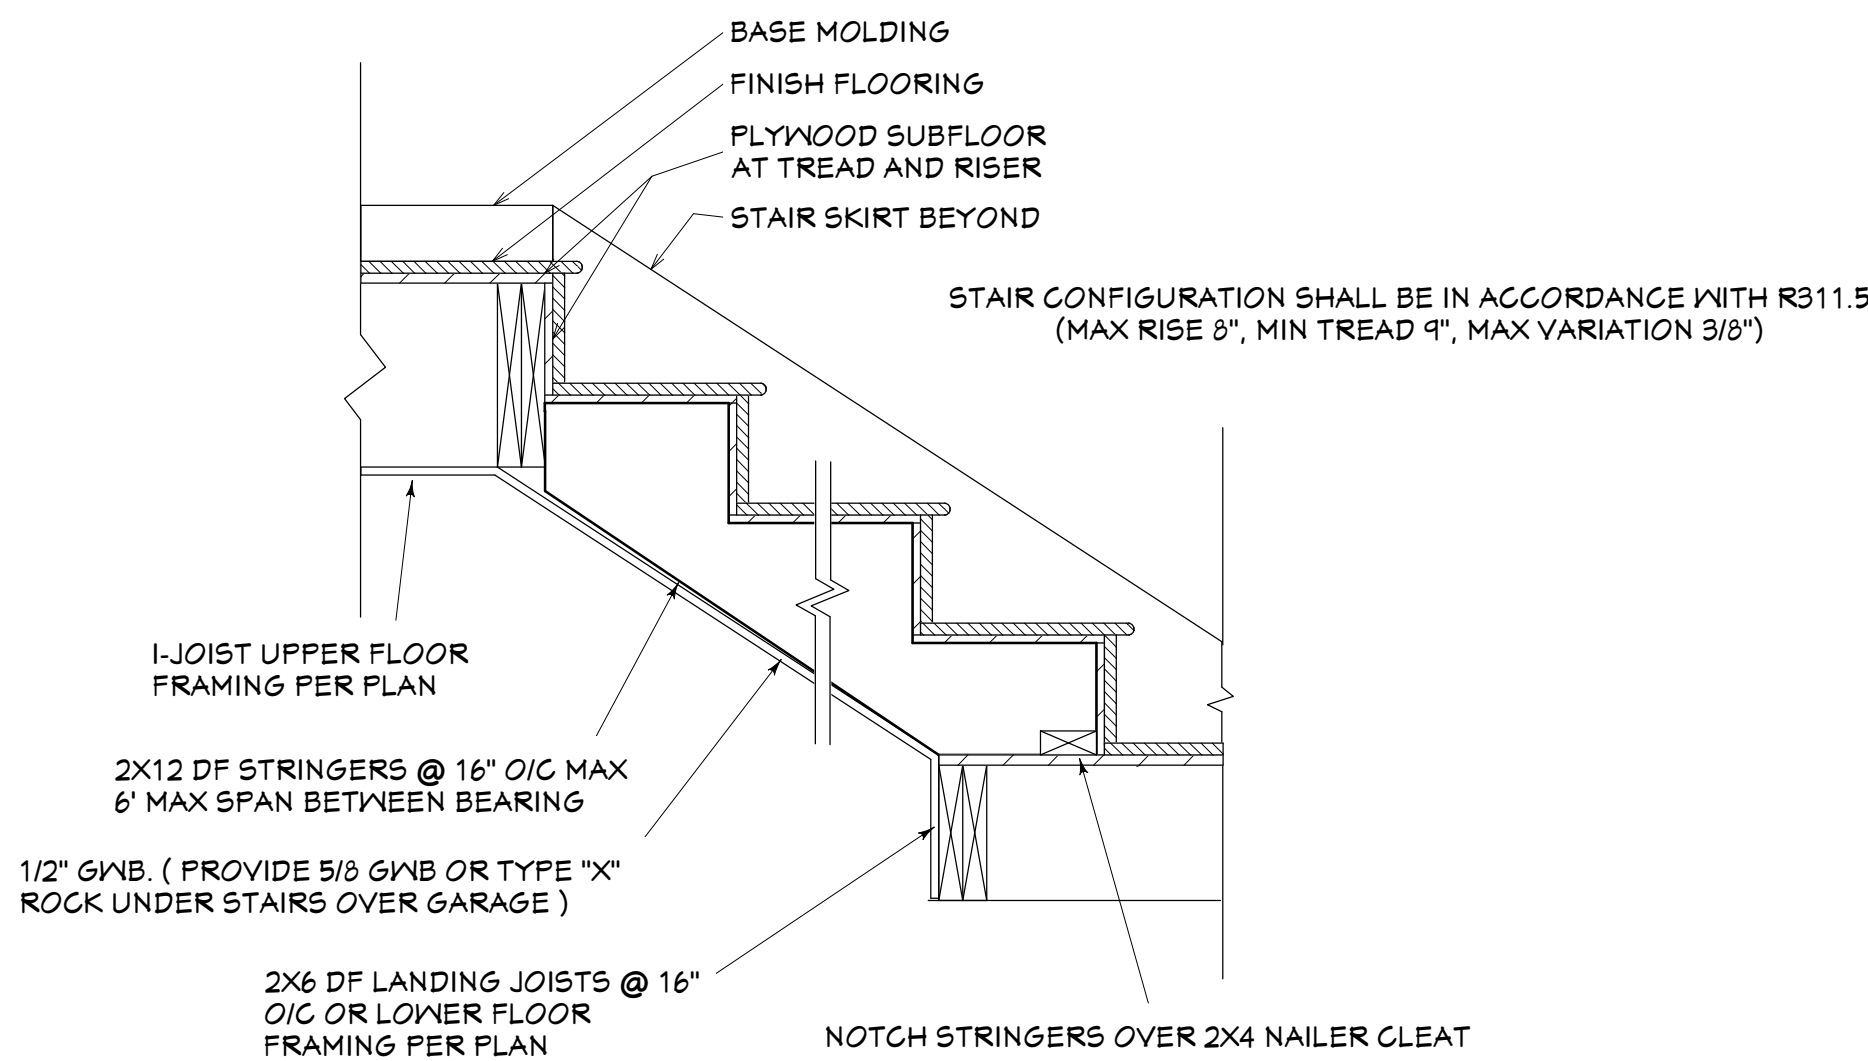 BASE MOLDING
FINISH FLOORING
PLYWOOD SUBFLOOR
AT TREAD AND RISER
STAIR SKIRT BEYOND
STAIR CONFIGURATION SHALL BE IN ACCORDANCE WITH R311.5
(MAX RISE 8", MIN TREAD 9", MAX VARIATION 3/8")
I-JOIST UPPER FLOOR
FRAMING PER PLAN
2X12 DF STRINGERS @ 16" O/C MAX
6' MAX SPAN BETWEEN BEARING
1/2" GWB. ( PROVIDE 5/8 GWB OR TYPE "X"
ROCK UNDER STAIRS OVER GARAGE )
2X6 DF LANDING JOISTS @ 16"
O/C OR LOWER FLOOR
FRAMING PER PLAN
NOTCH STRINGERS OVER 2X4 NAILER CLEAT